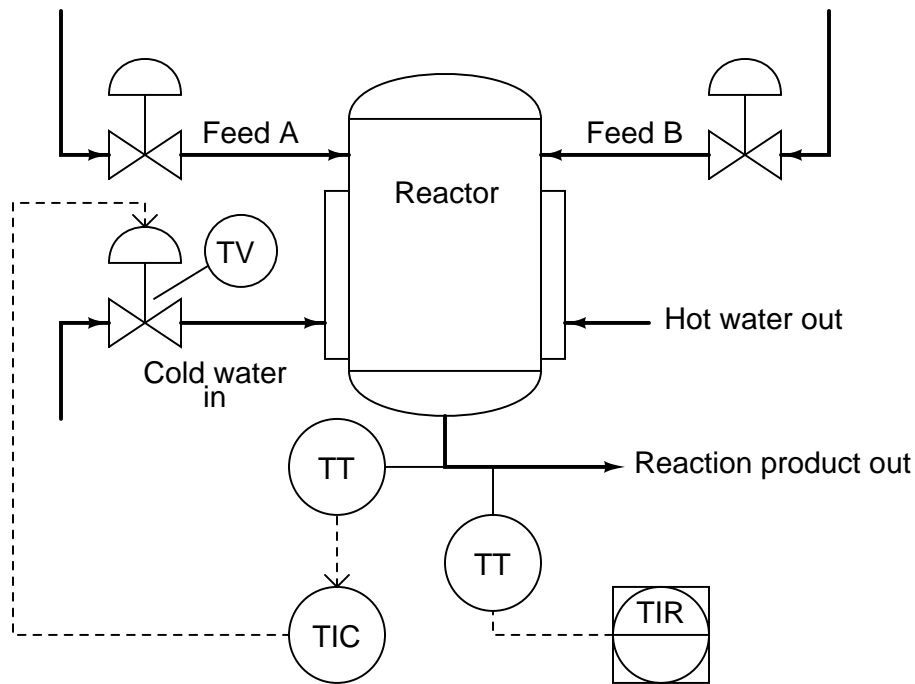 Feed A
Feed B
Reactor
TV
Hot water out
Cold water
in
TT
Reaction product out
TT
TIC
TIR